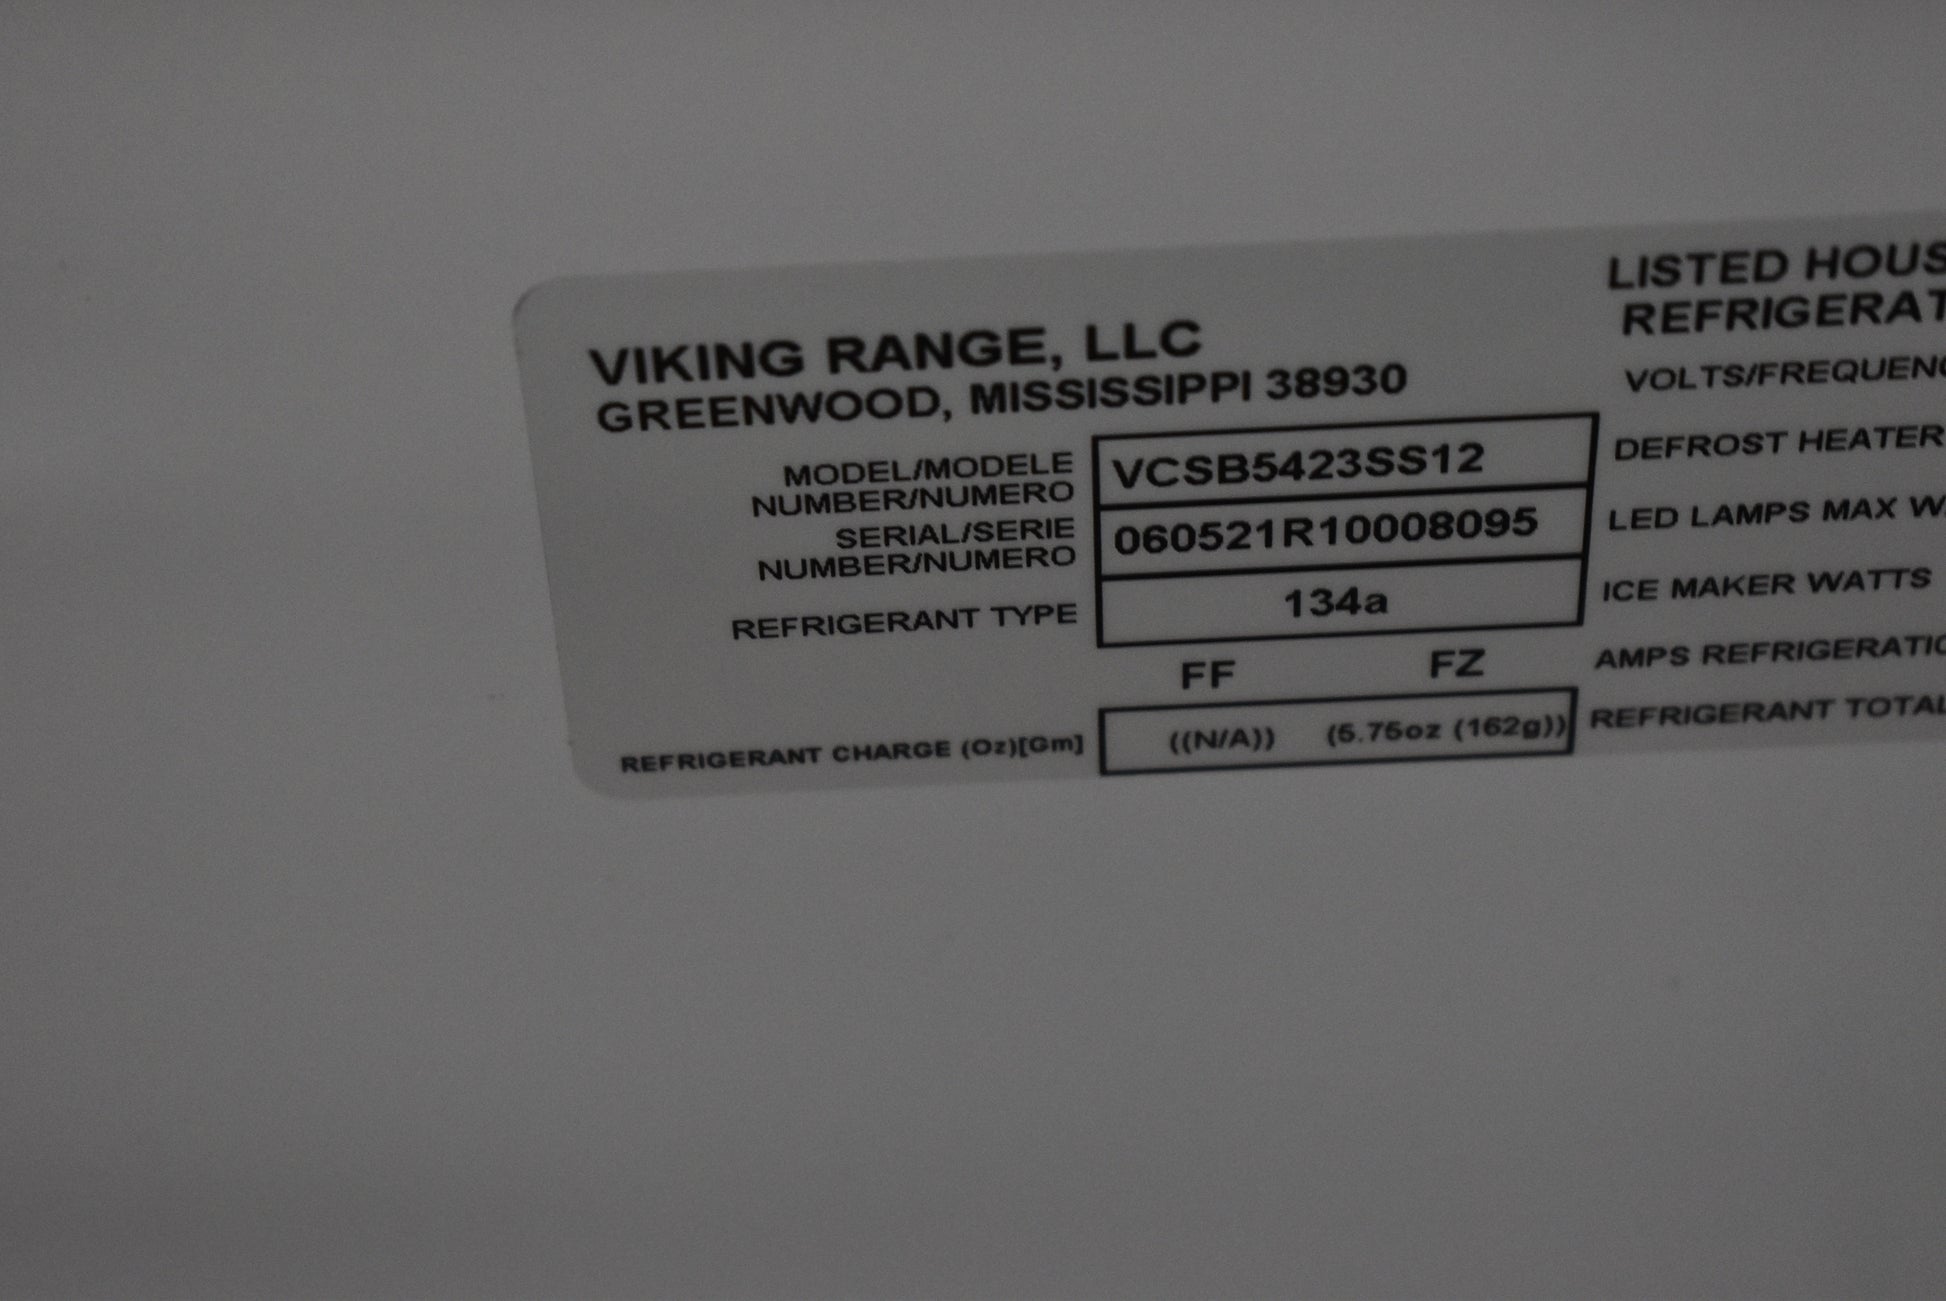 VIKING RANGE, LLC
GREENWOOD, MISSISSIPPI 38930
MODEL/MODELE
NUMBER/NUMERO
VCSB5423SS12
SERIAL/SERIE
NUMBER/NUMERO
060521R10008095
REFRIGERANT TYPE
134a
FF FZ
REFRIGERANT CHARGE (Oz)[Gm]
((N/A)) (5.75oz (162g))
LISTED HOUS
REFRIGERAT
VOLTS/FREQUENC
DEFROST HEATER
LED LAMPS MAX W
ICE MAKER WATTS
AMPS REFRIGERATIO
REFRIGERANT TOTAL